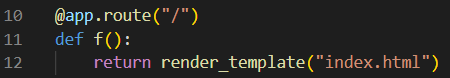 10 @app.route("/")
11 def f():
12     return render_template("index.html")